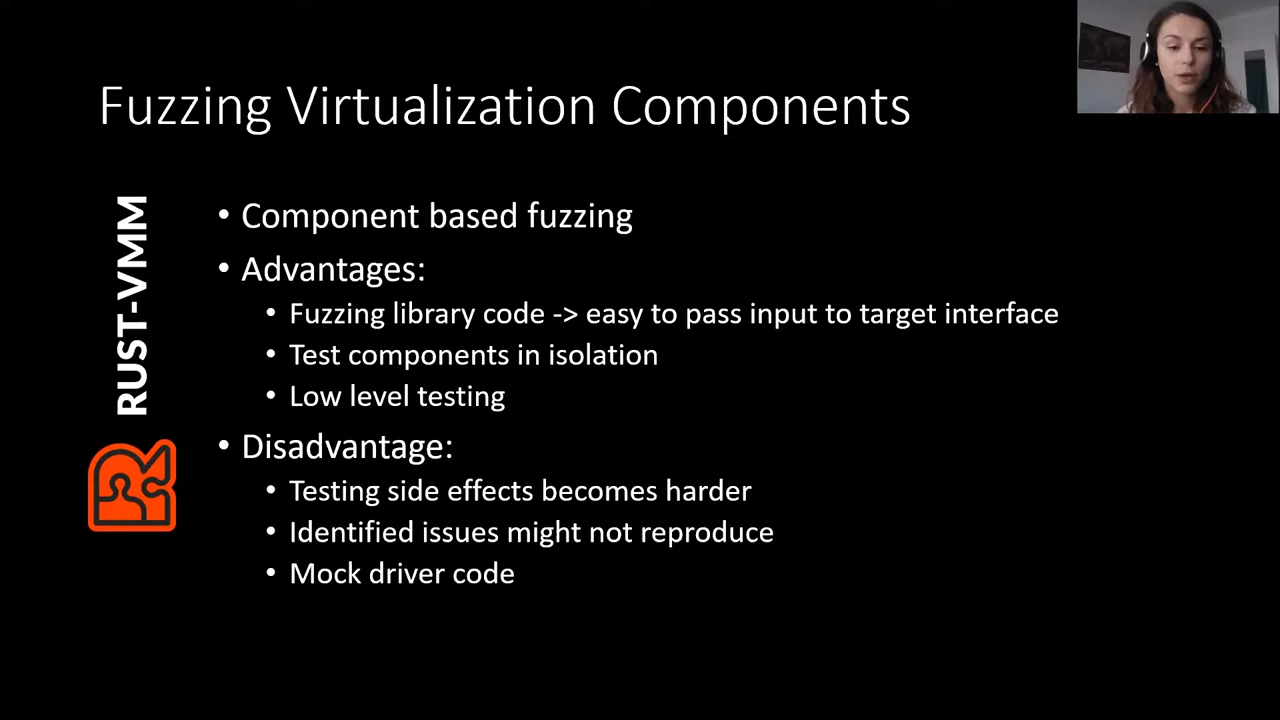 Fuzzing Virtualization Components
RUST-VMM
• Component based fuzzing
• Advantages:
• Fuzzing library code -> easy to pass input to target interface
• Test components in isolation
• Low level testing
• Disadvantage:
• Testing side effects becomes harder
• Identified issues might not reproduce
• Mock driver code